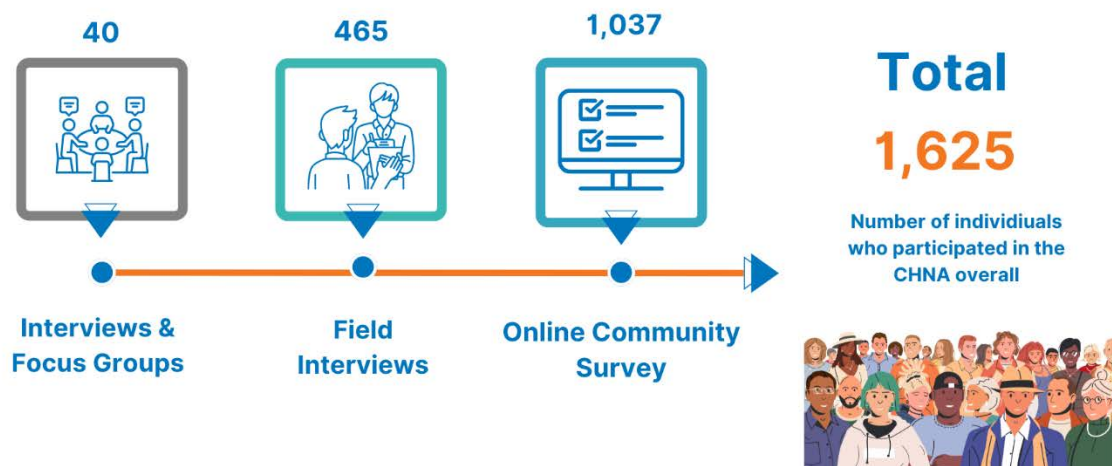 40
465
1,037
Interviews &
Focus Groups
Field
Interviews
Online Community
Survey
Total
1,625
Number of individiuals
who participated in the
CHNA overall